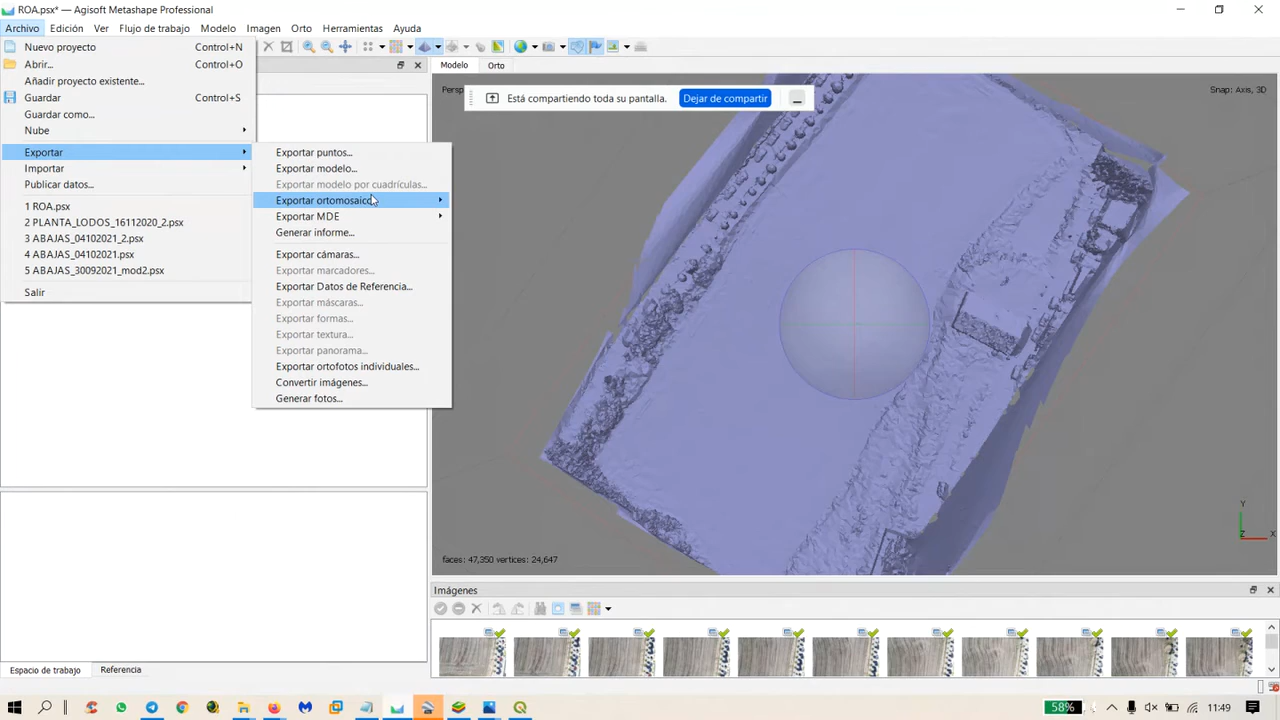 ROA.psx* — Agisoft Metashape Professional
Archivo Edición Ver Flujo de trabajo Modelo Imagen Orto Herramientas Ayuda
Nuevo proyecto Control+N
Abrir... Control+O
Añadir proyecto existente...
Guardar Control+S
Guardar como...
Nube
Exportar
Importar
Publicar datos...
1 ROA.psx
2 PLANTA_LODOS_16112020_2.psx
3 ABAJAS_04102021_2.psx
4 ABAJAS_04102021.psx
5 ABAJAS_30092021_mod2.psx
Salir
Exportar puntos...
Exportar modelo...
Exportar modelo por cuadrículas...
Exportar ortomosaico
Exportar MDE
Generar informe...
Exportar cámaras...
Exportar marcadores...
Exportar Datos de Referencia...
Exportar máscaras...
Exportar formas...
Exportar textura...
Exportar panorama...
Exportar ortofotos individuales...
Convertir imágenes...
Generar fotos...
Modelo Orto
Está compartiendo toda su pantalla. Dejar de compartir
Snap: Axis, 3D
Y
Z X
faces: 47,350 vertices: 24,647
Imágenes
Espacio de trabajo Referencia
58% 11:49